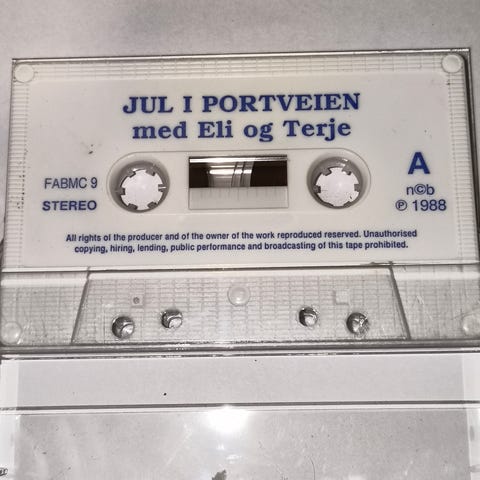 JUL I PORTVEIEN
med Eli og Terje
A
FABMC 9
n©b
STEREO
℗ 1988
All rights of the producer and of the owner of the work reproduced reserved. Unauthorised
copying, hiring, lending, public performance and broadcasting of this tape prohibited.